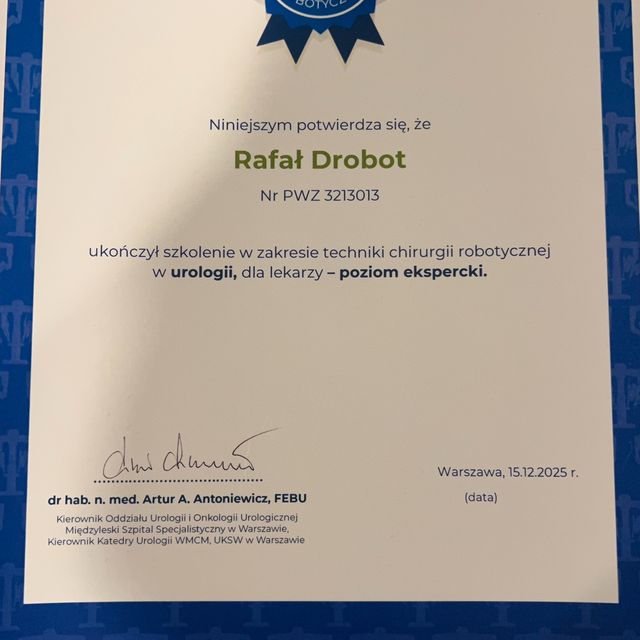 BOTYCZ
Niniejszym potwierdza się, że
Rafał Drobot
Nr PWZ 3213013
ukończył szkolenie w zakresie techniki chirurgii robotycznej
w urologii, dla lekarzy – poziom ekspercki.
dr hab. n. med. Artur A. Antoniewicz, FEBU
Kierownik Oddziału Urologii i Onkologii Urologicznej
Międzyleski Szpital Specjalistyczny w Warszawie,
Kierownik Katedry Urologii WMCM, UKSW w Warszawie
Warszawa, 15.12.2025 r.
(data)